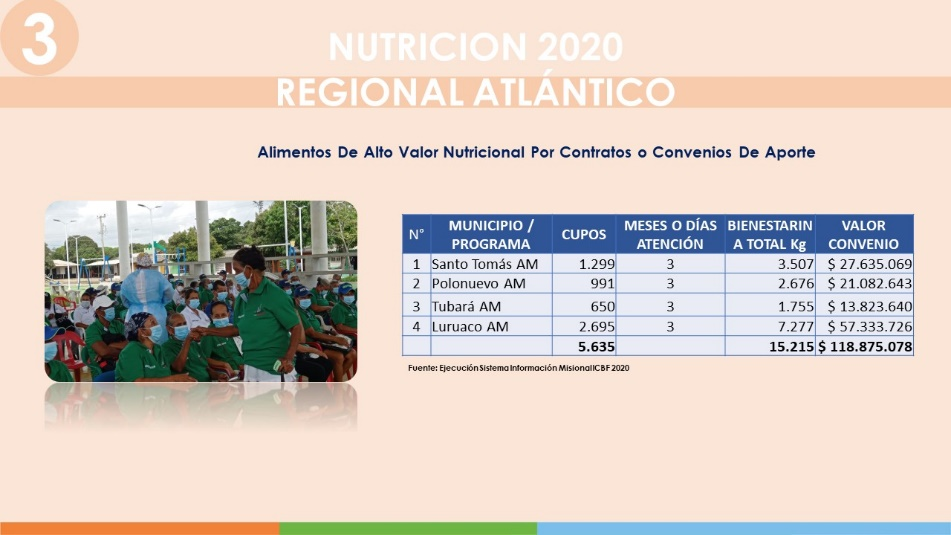 3
NUTRICION 2020
REGIONAL ATLÁNTICO
Alimentos De Alto Valor Nutricional Por Contratos o Convenios De Aporte
N° MUNICIPIO / PROGRAMA CUPOS MESES O DÍAS ATENCIÓN BIENESTARINA TOTAL Kg VALOR CONVENIO
1 Santo Tomás AM 1.299 3 3.507 $ 27.635.069
2 Polonuevo AM 991 3 2.676 $ 21.082.643
3 Tubará AM 650 3 1.755 $ 13.823.640
4 Luruaco AM 2.695 3 7.277 $ 57.333.726
5.635 15.215 $ 118.875.078
Fuente: Ejecución Sistema Información Misional ICBF 2020